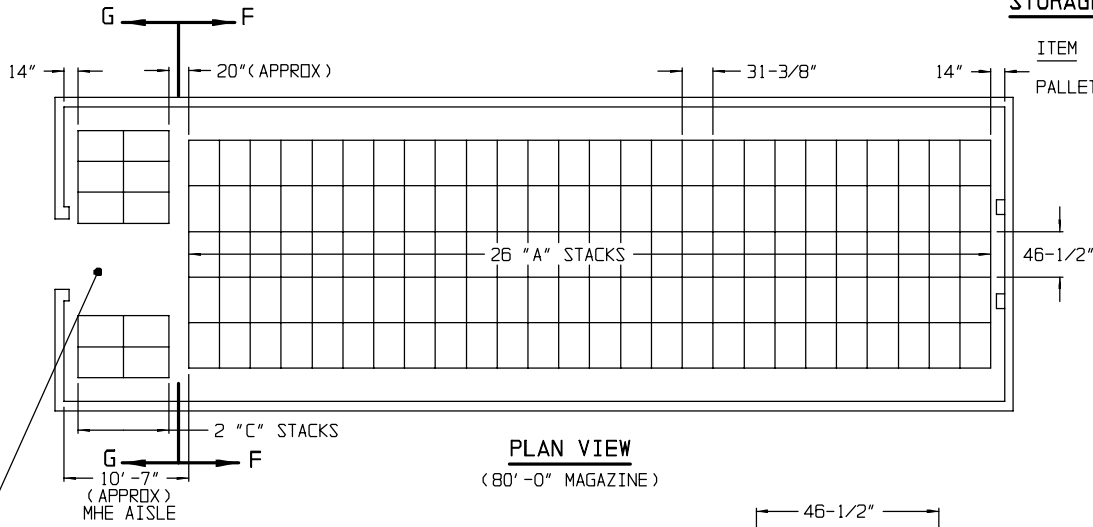 STORAGE
G F
14" 20"(APPROX) 31-3/8" 14"
ITEM
PALLET
26 "A" STACKS
46-1/2"
2 "C" STACKS
G F
10'-7"
(APPROX)
MHE AISLE
PLAN VIEW
(80'-0" MAGAZINE)
46-1/2"